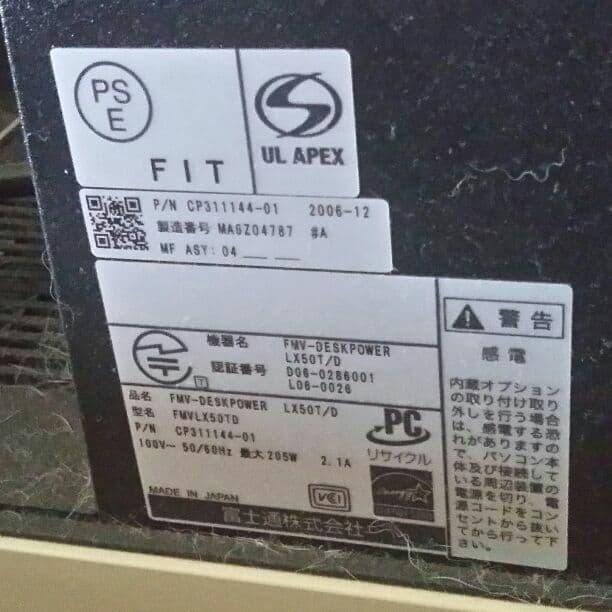 PS
E
FIT
UL APEX
P/N CP311144-01 2006-12
製造番号 MAGZ04787 #A
MF ASY: 04
機器名 FMV-DESKPOWER
LX50T/D
認証番号 D06-0286001
L06-0026
T
品名 FMV-DESKPOWER LX50T/D
型名 FMVLX50TD
P/N CP311144-01
100V~ 50/60Hz 最大205W 2.1A
PC
リサイクル
MADE IN JAPAN
VCI
富士通株式会社
警告
感電
内蔵オプション
の取り付け取り
外しを行う場合
は、感電する恐
れがありますの
で、パソコン本
体及び接続して
いる周辺装置の
電源を切り、電
源コードをコン
セントから抜い
てから行って下
さい。